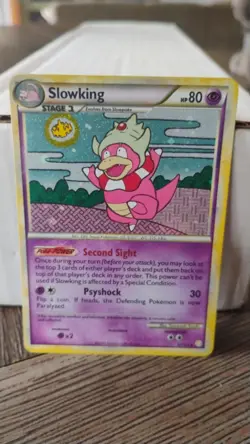 Slowking
HP80
STAGE 1
Evolves from Slowpoke
POKé-POWER Second Sight
Once during your turn (before your attack), you may look at
the top 3 cards of either player's deck and put them back on
top of that player's deck in any order. This power can't be
used if Slowking is affected by a Special Condition.
Psyshock 30
Flip a coin. If heads, the Defending Pokémon is now
Paralyzed.
×2